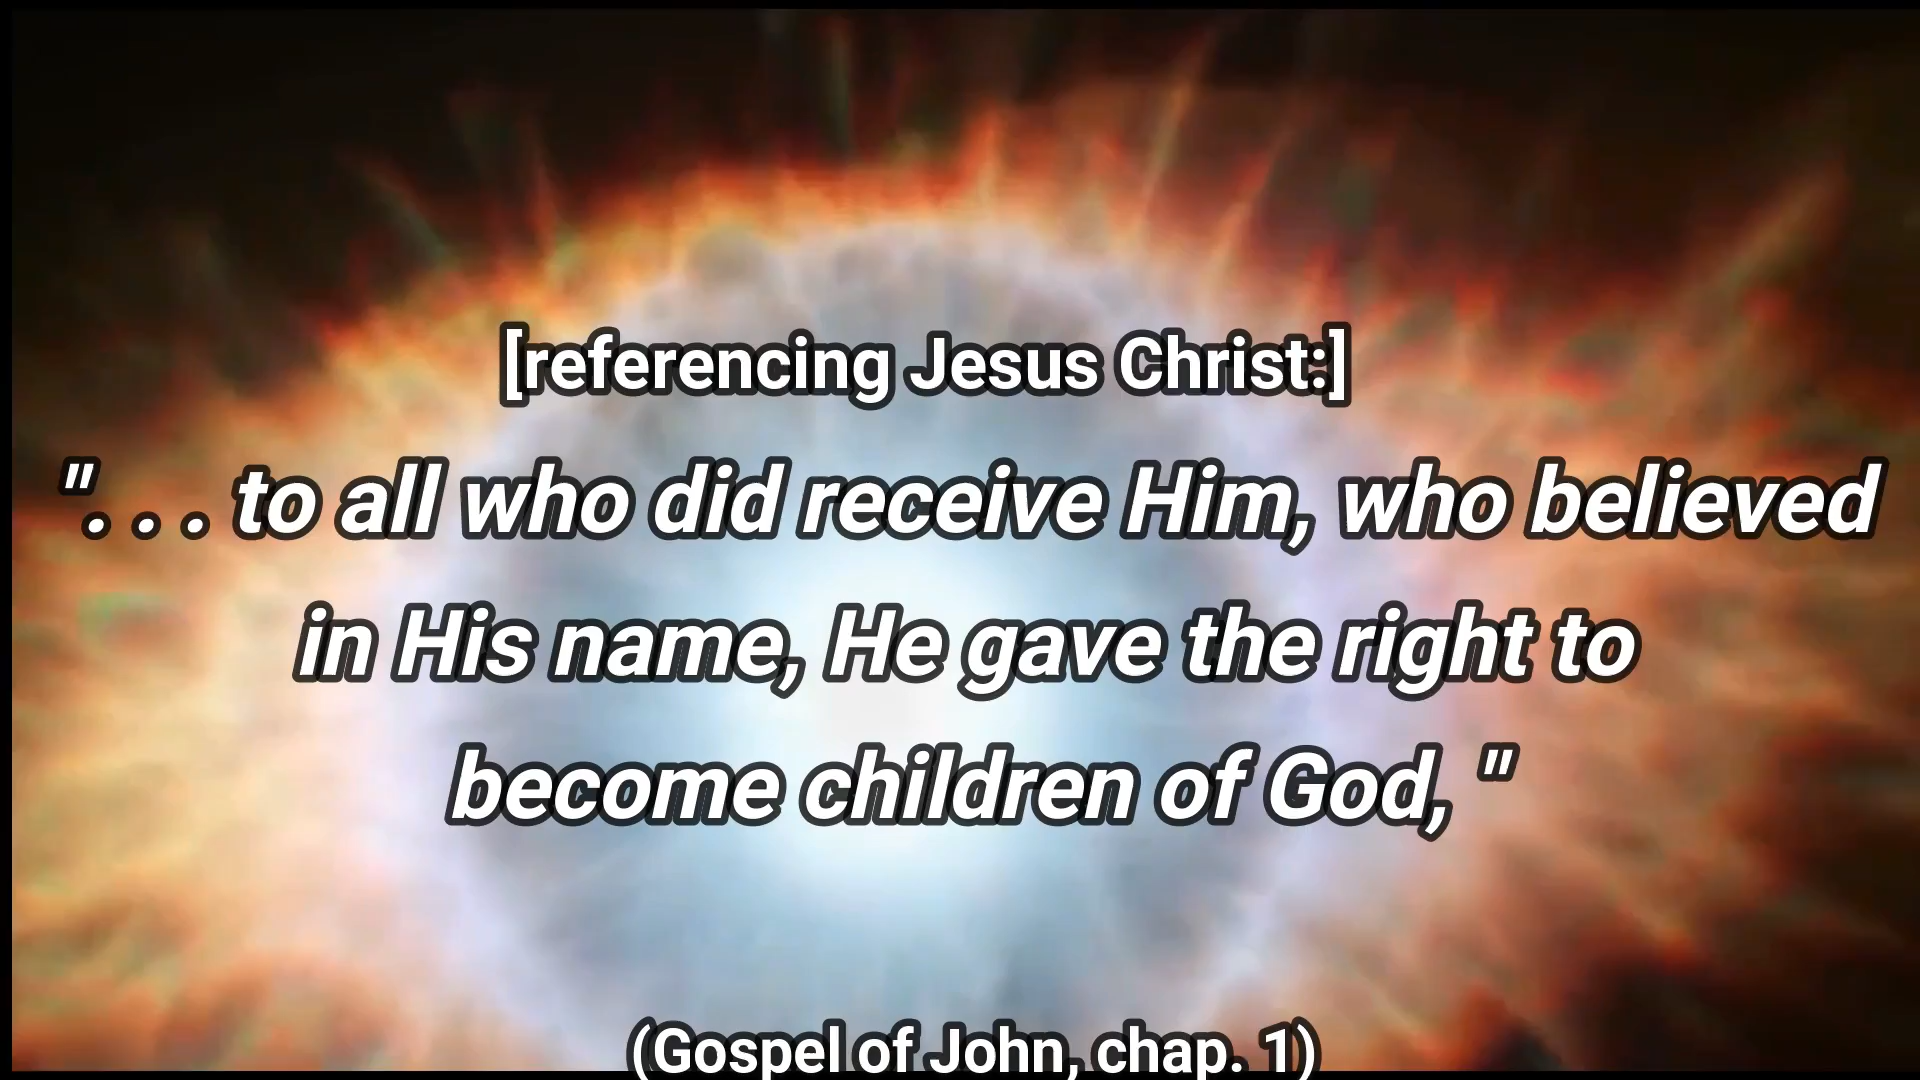 [referencing Jesus Christ:]
". . . to all who did receive Him, who believed
in His name, He gave the right to
become children of God, "
(Gospel of John, chap. 1)